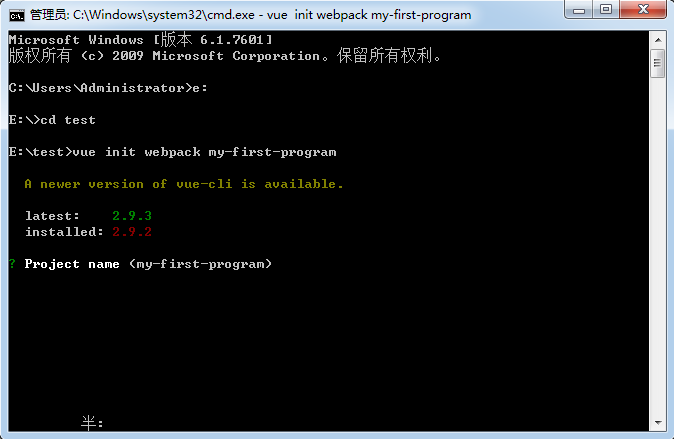 管理员: C:\Windows\system32\cmd.exe - vue init webpack my-first-program
Microsoft Windows [版本 6.1.7601]
版权所有 (c) 2009 Microsoft Corporation。保留所有权利。
C:\Users\Administrator>e:
E:\>cd test
E:\test>vue init webpack my-first-program
A newer version of vue-cli is available.
latest: 2.9.3
installed: 2.9.2
? Project name (my-first-program)
半: